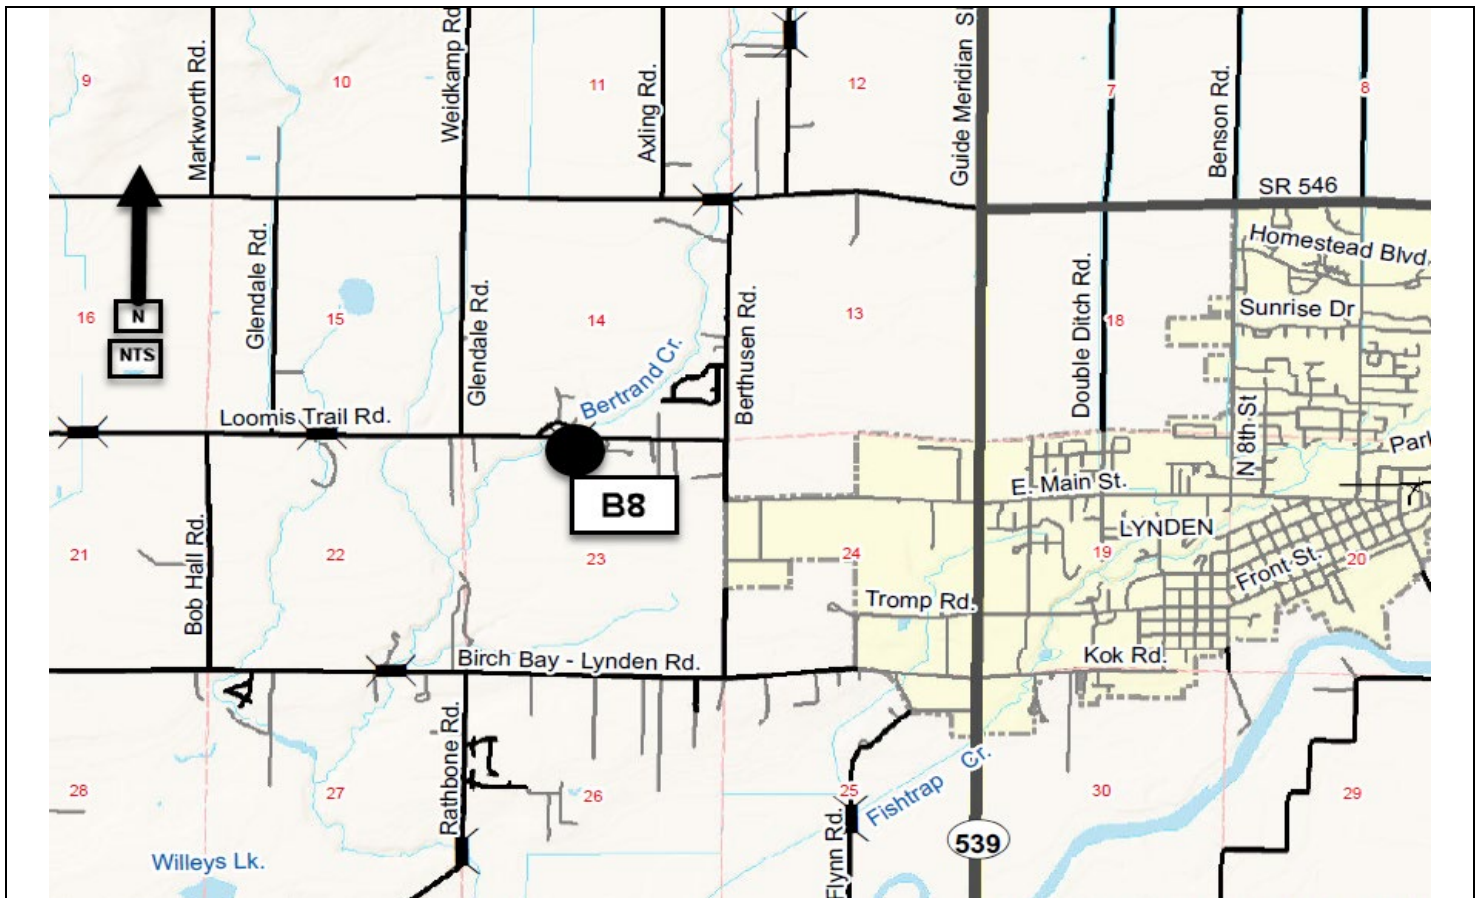 Markworth Rd.
Weidkamp Rd
Axling Rd.
Guide Meridian
Benson Rd.
9
10
11
12
7
8
SR 546
Homestead Blvd
Glendale Rd.
Glendale Rd.
Berthusen Rd.
Double Ditch Rd.
Sunrise Dr
N
NTS
16
15
14
13
18
Bertrand Cr.
Loomis Trail Rd.
N 8th St
E. Main St.
B8
LYNDEN
Bob Hall Rd.
21
22
23
24
19
20
Front St.
Tromp Rd.
Birch Bay - Lynden Rd.
Kok Rd.
Rathbone Rd.
28
27
26
25
30
29
Fishtrap Cr.
Flynn Rd.
539
Willeys Lk.